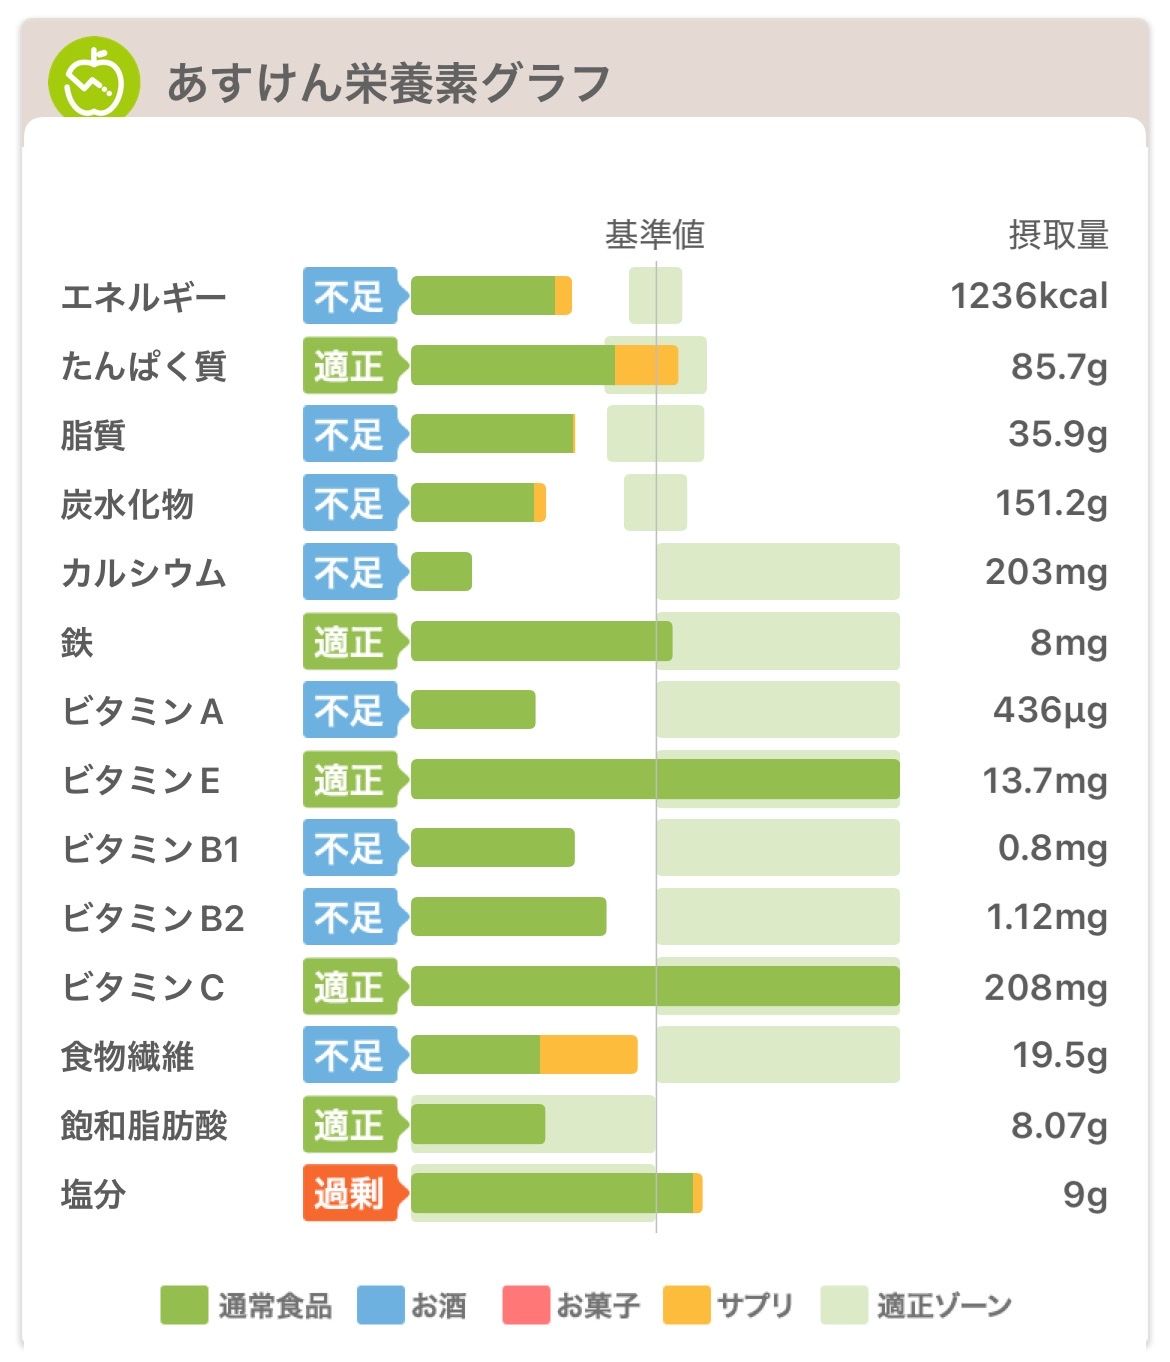 あすけん栄養素グラフ
基準値 摂取量
エネルギー 不足 1236kcal
たんぱく質 適正 85.7g
脂質 不足 35.9g
炭水化物 不足 151.2g
カルシウム 不足 203mg
鉄 適正 8mg
ビタミンA 不足 436μg
ビタミンE 適正 13.7mg
ビタミンB1 不足 0.8mg
ビタミンB2 不足 1.12mg
ビタミンC 適正 208mg
食物繊維 不足 19.5g
飽和脂肪酸 適正 8.07g
塩分 過剰 9g
通常食品 お酒 お菓子 サプリ 適正ゾーン